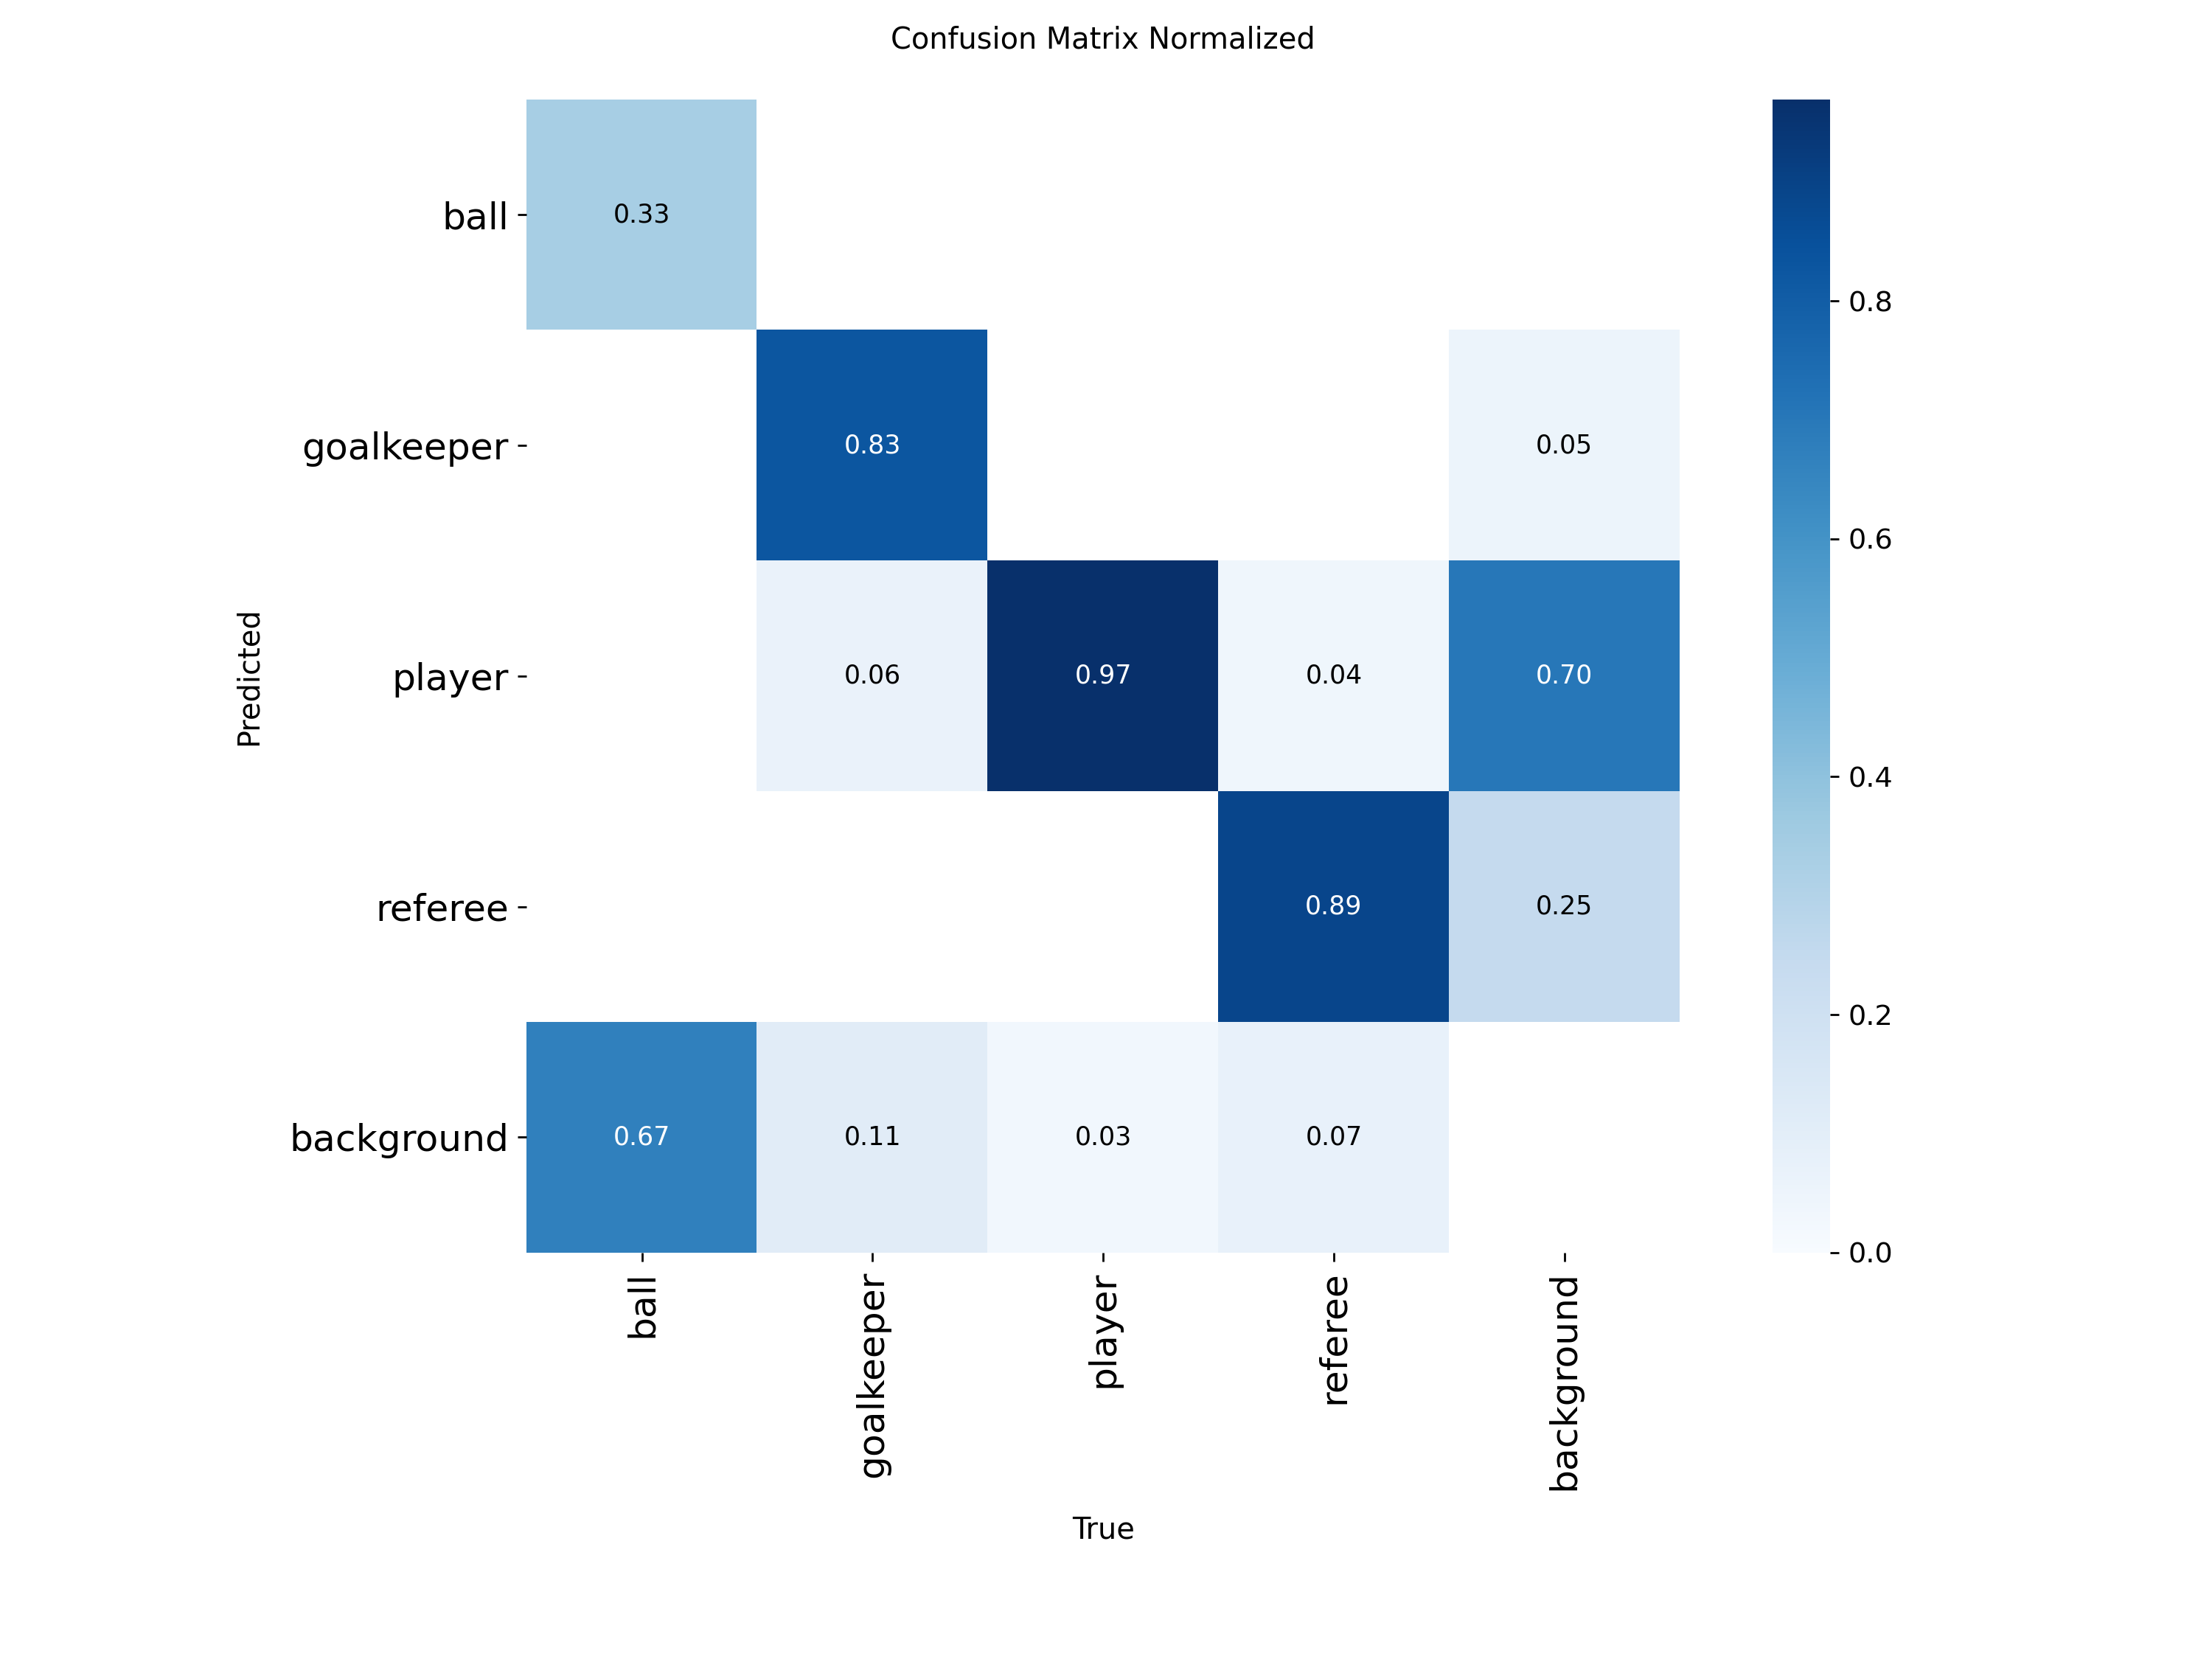 Confusion Matrix Normalized
ball
0.33
0.8
goalkeeper
0.83
0.05
0.6
Predicted
player
0.06
0.97
0.04
0.70
0.4
referee
0.89
0.25
0.2
background
0.67
0.11
0.03
0.07
0.0
ball
goalkeeper
player
referee
background
True